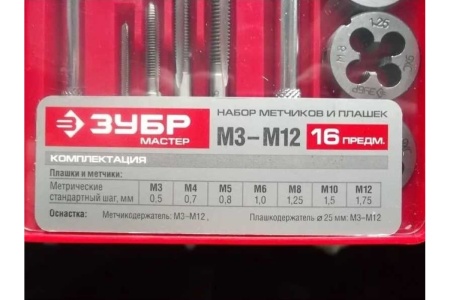 ЗУБР
МАСТЕР
НАБОР МЕТЧИКОВ И ПЛАШЕК
М3–М12 16 ПРЕДМ.
КОМПЛЕКТАЦИЯ
Плашки и метчики:
Метрические М3 М4 М5 М6 М8 М10 М12
стандартный шаг, мм 0,5 0,7 0,8 1,0 1,25 1,5 1,75
Оснастка: Метчикодержатель: М3–М12, Плашкодержатель ø 25 мм: М3–М12
1,25
M8